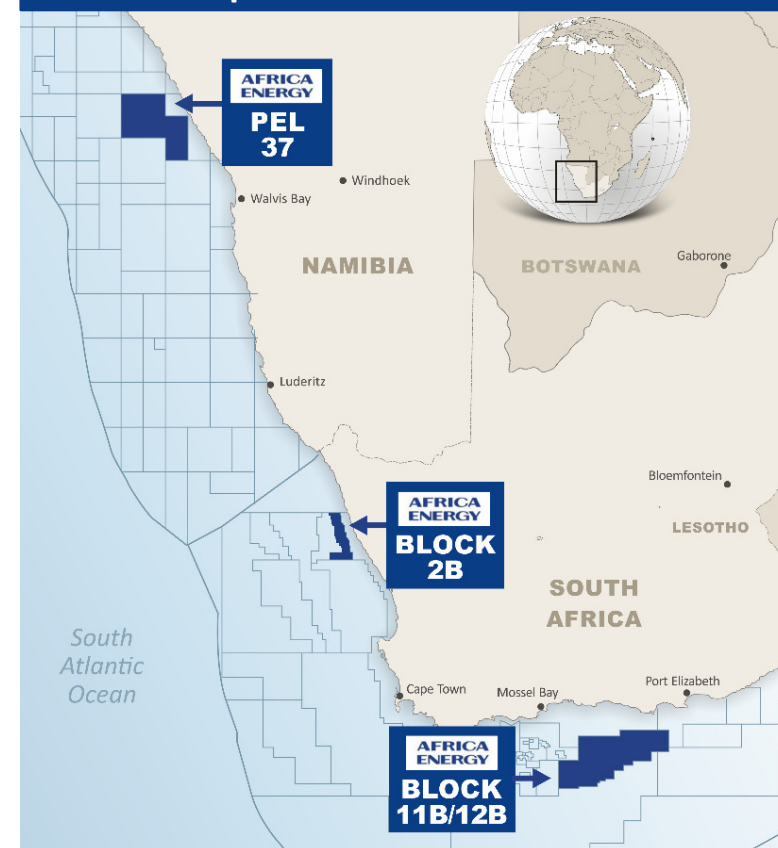 AFRICA
ENERGY
PEL
37
Windhoek
Walvis Bay
NAMIBIA
BOTSWANA
Gaborone
Luderitz
Bloemfontein
AFRICA
ENERGY
BLOCK
2B
LESOTHO
SOUTH
AFRICA
South
Atlantic
Ocean
Cape Town
Mossel Bay
Port Elizabeth
AFRICA
ENERGY
BLOCK
11B/12B